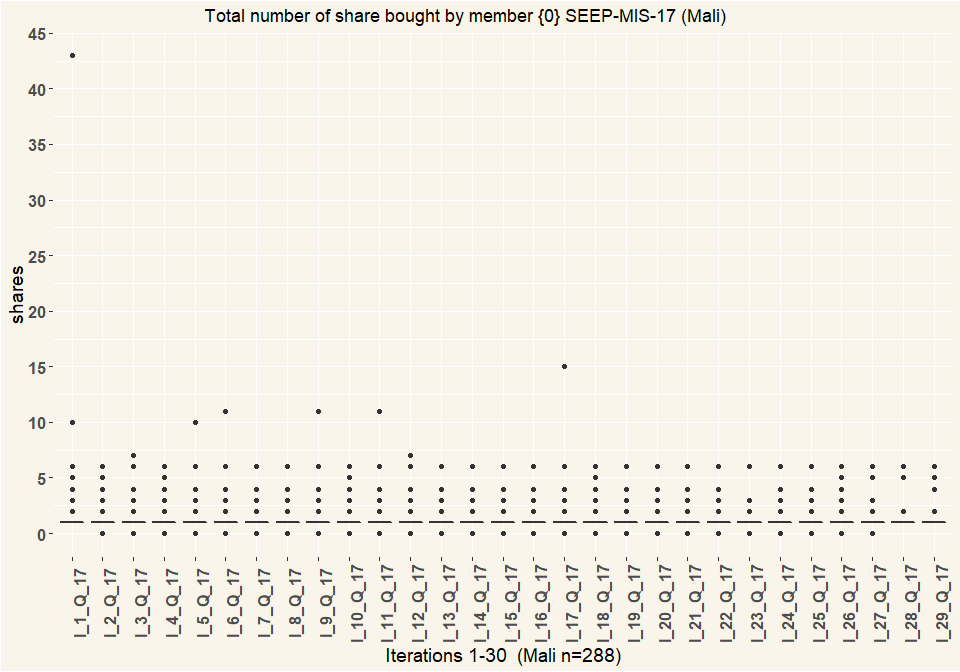 Total number of share bought by member {0} SEEP-MIS-17 (Mali)
45
40
35
30
25
20
15
10
5
0
shares
I_1_Q_17
I_2_Q_17
I_3_Q_17
I_4_Q_17
I_5_Q_17
I_6_Q_17
I_7_Q_17
I_8_Q_17
I_9_Q_17
I_10_Q_17
I_11_Q_17
I_12_Q_17
I_13_Q_17
I_14_Q_17
I_15_Q_17
I_16_Q_17
I_17_Q_17
I_18_Q_17
I_19_Q_17
I_20_Q_17
I_21_Q_17
I_22_Q_17
I_23_Q_17
I_24_Q_17
I_25_Q_17
I_26_Q_17
I_27_Q_17
I_28_Q_17
I_29_Q_17
Iterations 1-30  (Mali n=288)